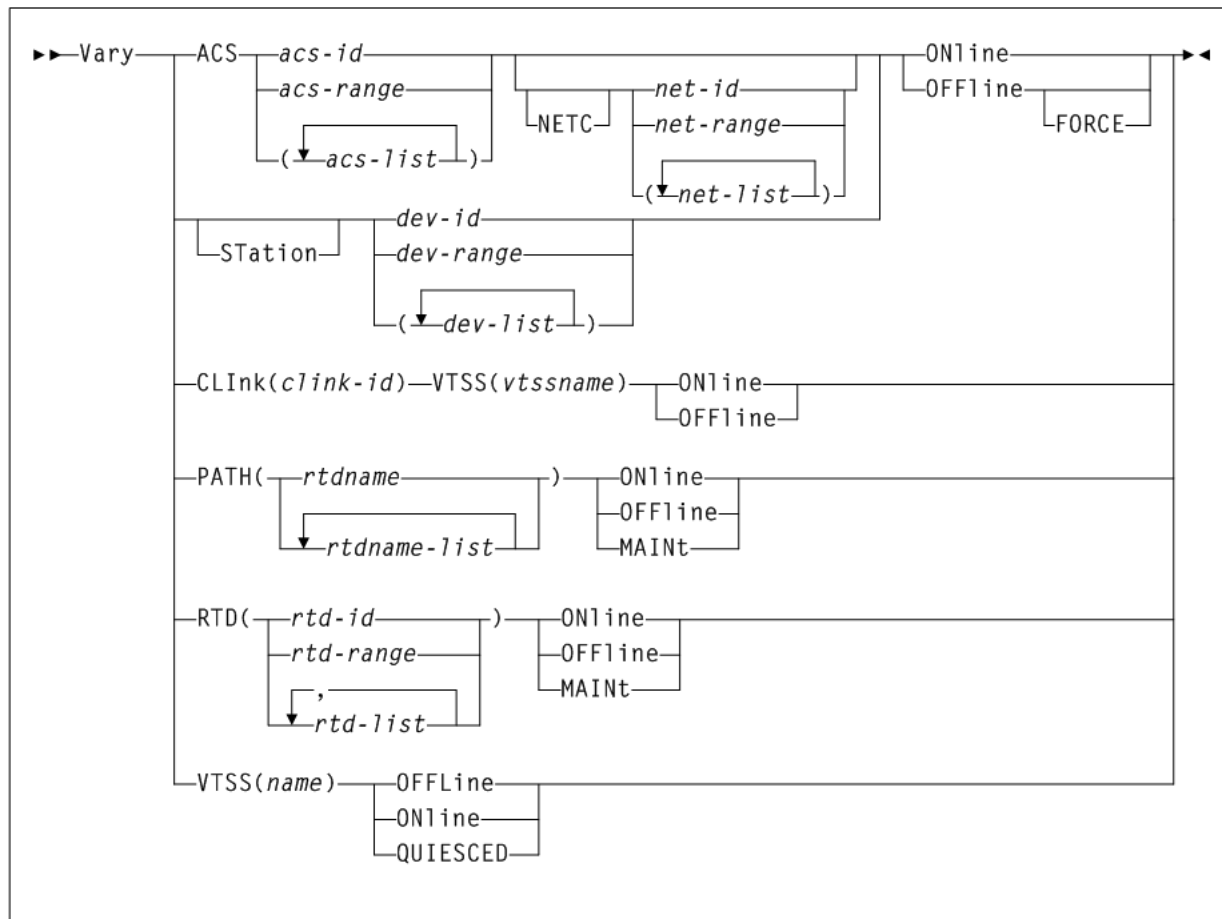 Vary ACS acs-id ONline
acs-range net-id OFFline
NETC net-range FORCE
( acs-list )
( net-list )
dev-id
STation dev-range
( dev-list )
CLInk(clink-id) VTSS(vtssname) ONline
OFFline
PATH( rtdname ) ONline
OFFline
rtdname-list MAINt
RTD( rtd-id ) ONline
rtd-range OFFline
, MAINt
rtd-list
VTSS(name) OFFLine
ONline
QUIESCED